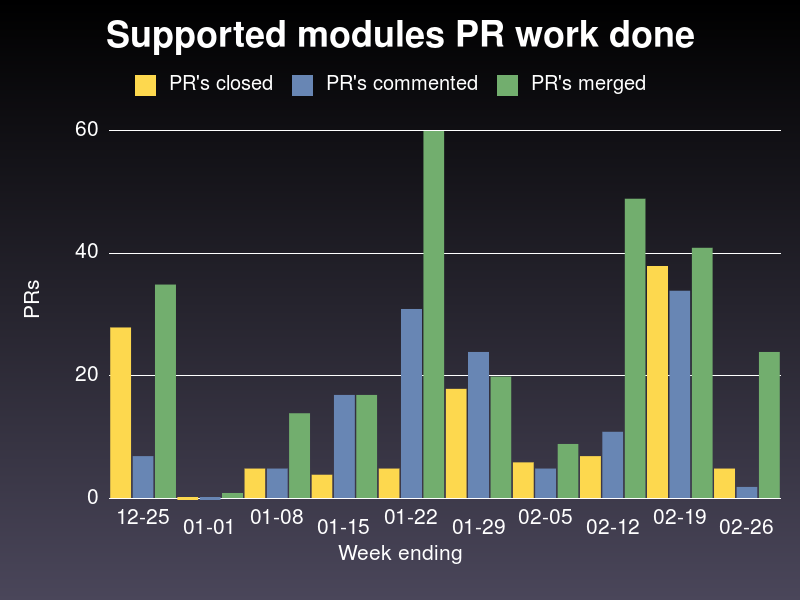 Supported modules PR work done
PR's closed PR's commented PR's merged
60
40
20
0
PRs
12-25 01-01 01-08 01-15 01-22 01-29 02-05 02-12 02-19 02-26
Week ending